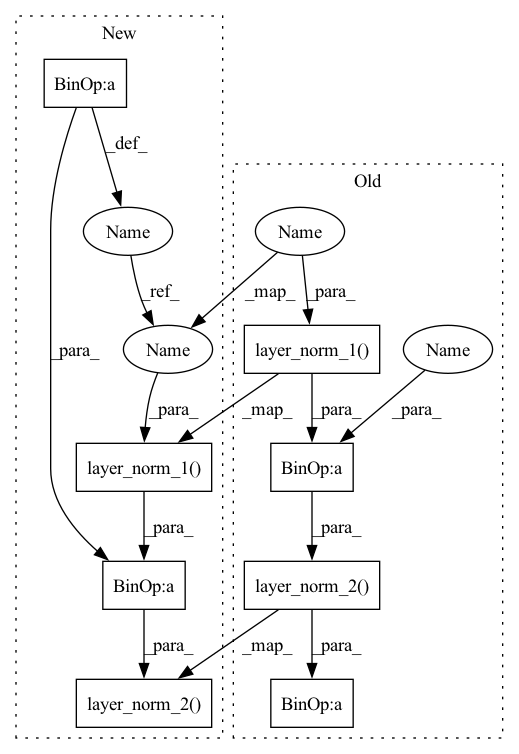 New
BinOp:a
_def_
Old
Name
Name
_ref_
_map_
_para_
_para_
Name
layer_norm_1()
Name
_para_
_map_
_para_
_para_
layer_norm_1()
BinOp:a
_para_
_para_
BinOp:a
layer_norm_2()
_para_
_map_
_para_
layer_norm_2()
BinOp:a